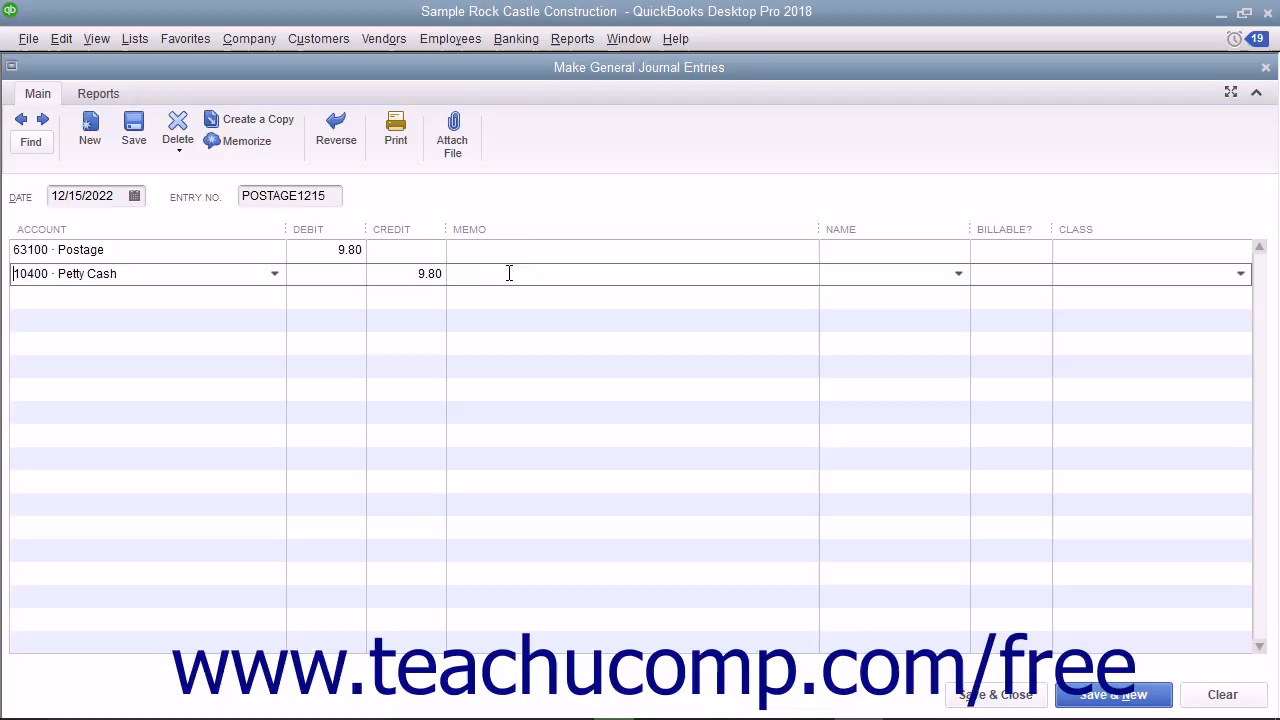 Sample Rock Castle Construction - QuickBooks Desktop Pro 2018
qb
File Edit View Lists Favorites Company Customers Vendors Employees Banking Reports Window Help 19
Make General Journal Entries
Main Reports
Find New Save Delete Create a Copy Memorize Reverse Print Attach File
DATE 12/15/2022 ENTRY NO. POSTAGE1215
ACCOUNT DEBIT CREDIT MEMO NAME BILLABLE? CLASS
63100 · Postage 9.80
10400 · Petty Cash 9.80
www.teachucomp.com/free
Save & Close Save & New Clear